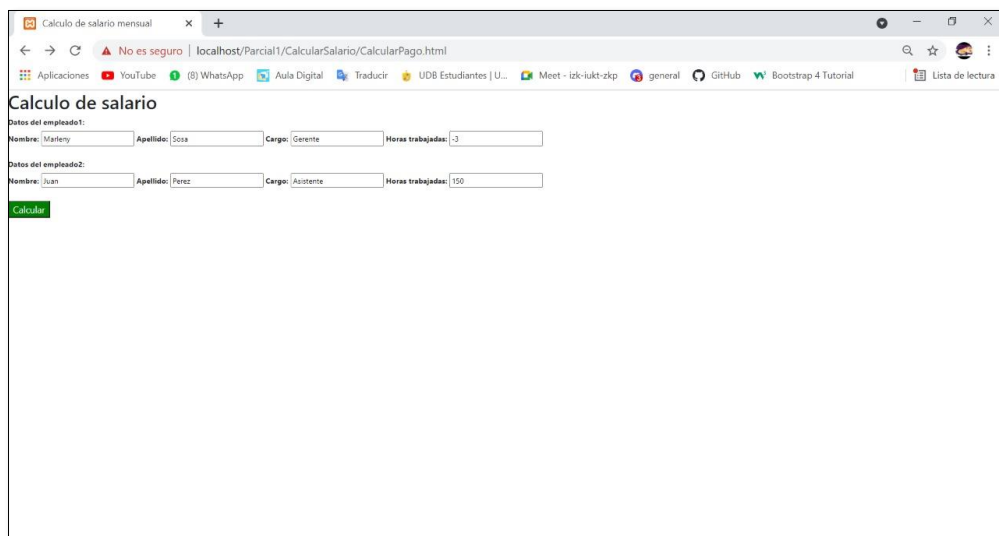 Calculo de salario mensual
No es seguro | localhost/Parcial1/CalcularSalario/CalcularPago.html
Aplicaciones YouTube (8) WhatsApp Aula Digital Traducir UDB Estudiantes | U... Meet - izk-iukt-zkp general GitHub Bootstrap 4 Tutorial Lista de lectura
Calculo de salario
Datos del empleado1:
Nombre: Marleny Apellido: Sosa Cargo: Gerente Horas trabajadas: -3
Datos del empleado2:
Nombre: Juan Apellido: Perez Cargo: Asistente Horas trabajadas: 150
Calcular